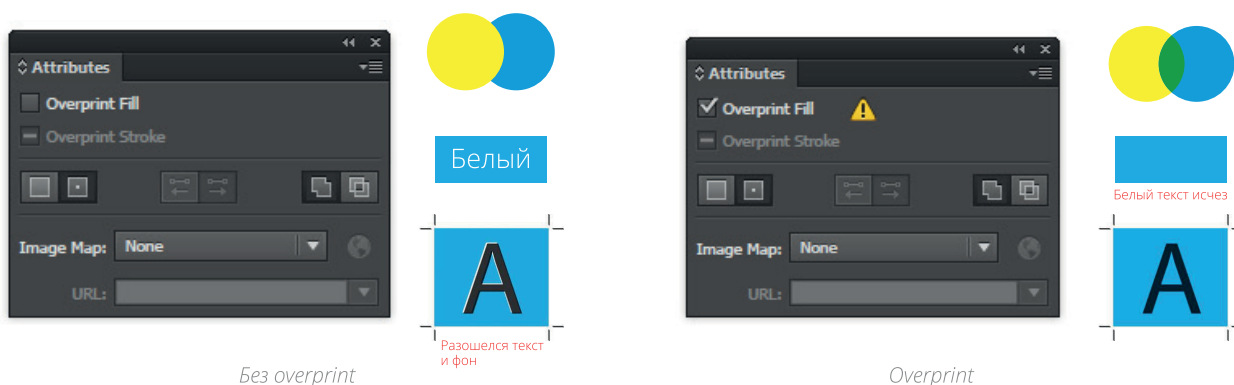 Attributes
Overprint Fill
Overprint Stroke
Image Map: None
URL:
Белый
A
Разошелся текст
и фон
Без overprint
Attributes
Overprint Fill
Overprint Stroke
Image Map: None
URL:
Белый текст исчез
A
Overprint